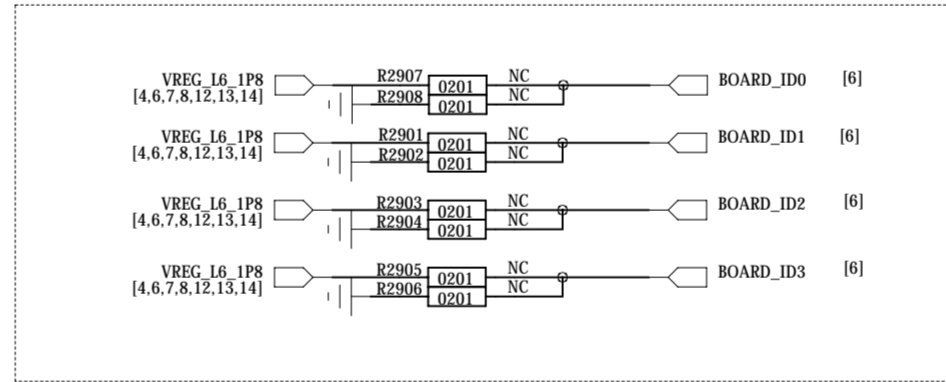 VREG_L6_1P8 R2907 0201 NC BOARD_ID0 [6]
[4,6,7,8,12,13,14] R2908 0201 NC
VREG_L6_1P8 R2901 0201 NC BOARD_ID1 [6]
[4,6,7,8,12,13,14] R2902 0201 NC
VREG_L6_1P8 R2903 0201 NC BOARD_ID2 [6]
[4,6,7,8,12,13,14] R2904 0201 NC
VREG_L6_1P8 R2905 0201 NC BOARD_ID3 [6]
[4,6,7,8,12,13,14] R2906 0201 NC